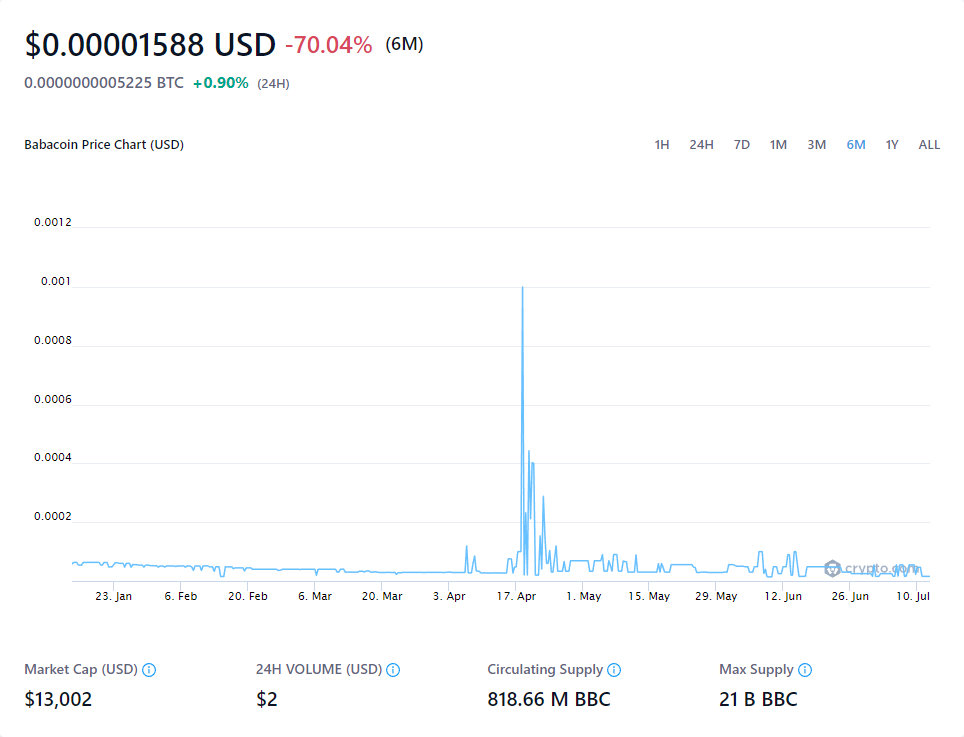 $0.00001588 USD -70.04% (6M)
0.0000000005225 BTC +0.90% (24H)
Babacoin Price Chart (USD) 1H 24H 7D 1M 3M 6M 1Y ALL
0.0012
0.001
0.0008
0.0006
0.0004
0.0002
crypto.com
23. Jan 6. Feb 20. Feb 6. Mar 20. Mar 3. Apr 17. Apr 1. May 15. May 29. May 12. Jun 26. Jun 10. Jul
Market Cap (USD) 24H VOLUME (USD) Circulating Supply Max Supply
$13,002 $2 818.66 M BBC 21 B BBC